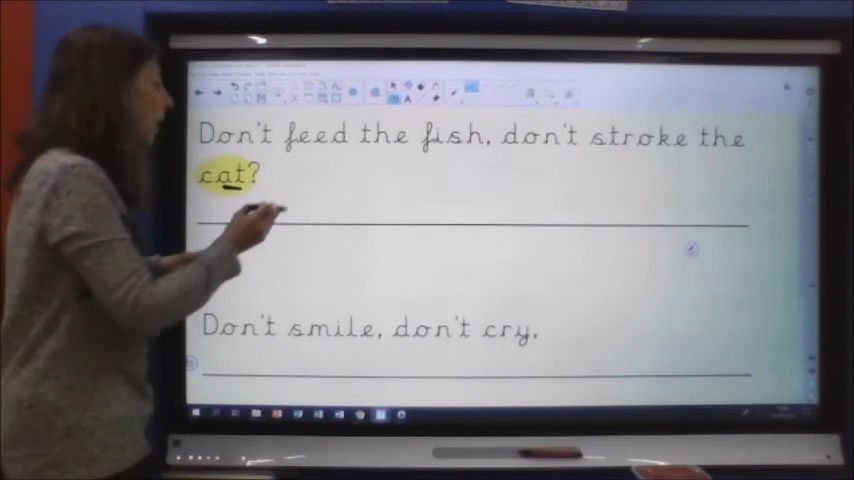 Don't feed the fish, don't stroke the
cat?
Don't smile, don't cry,